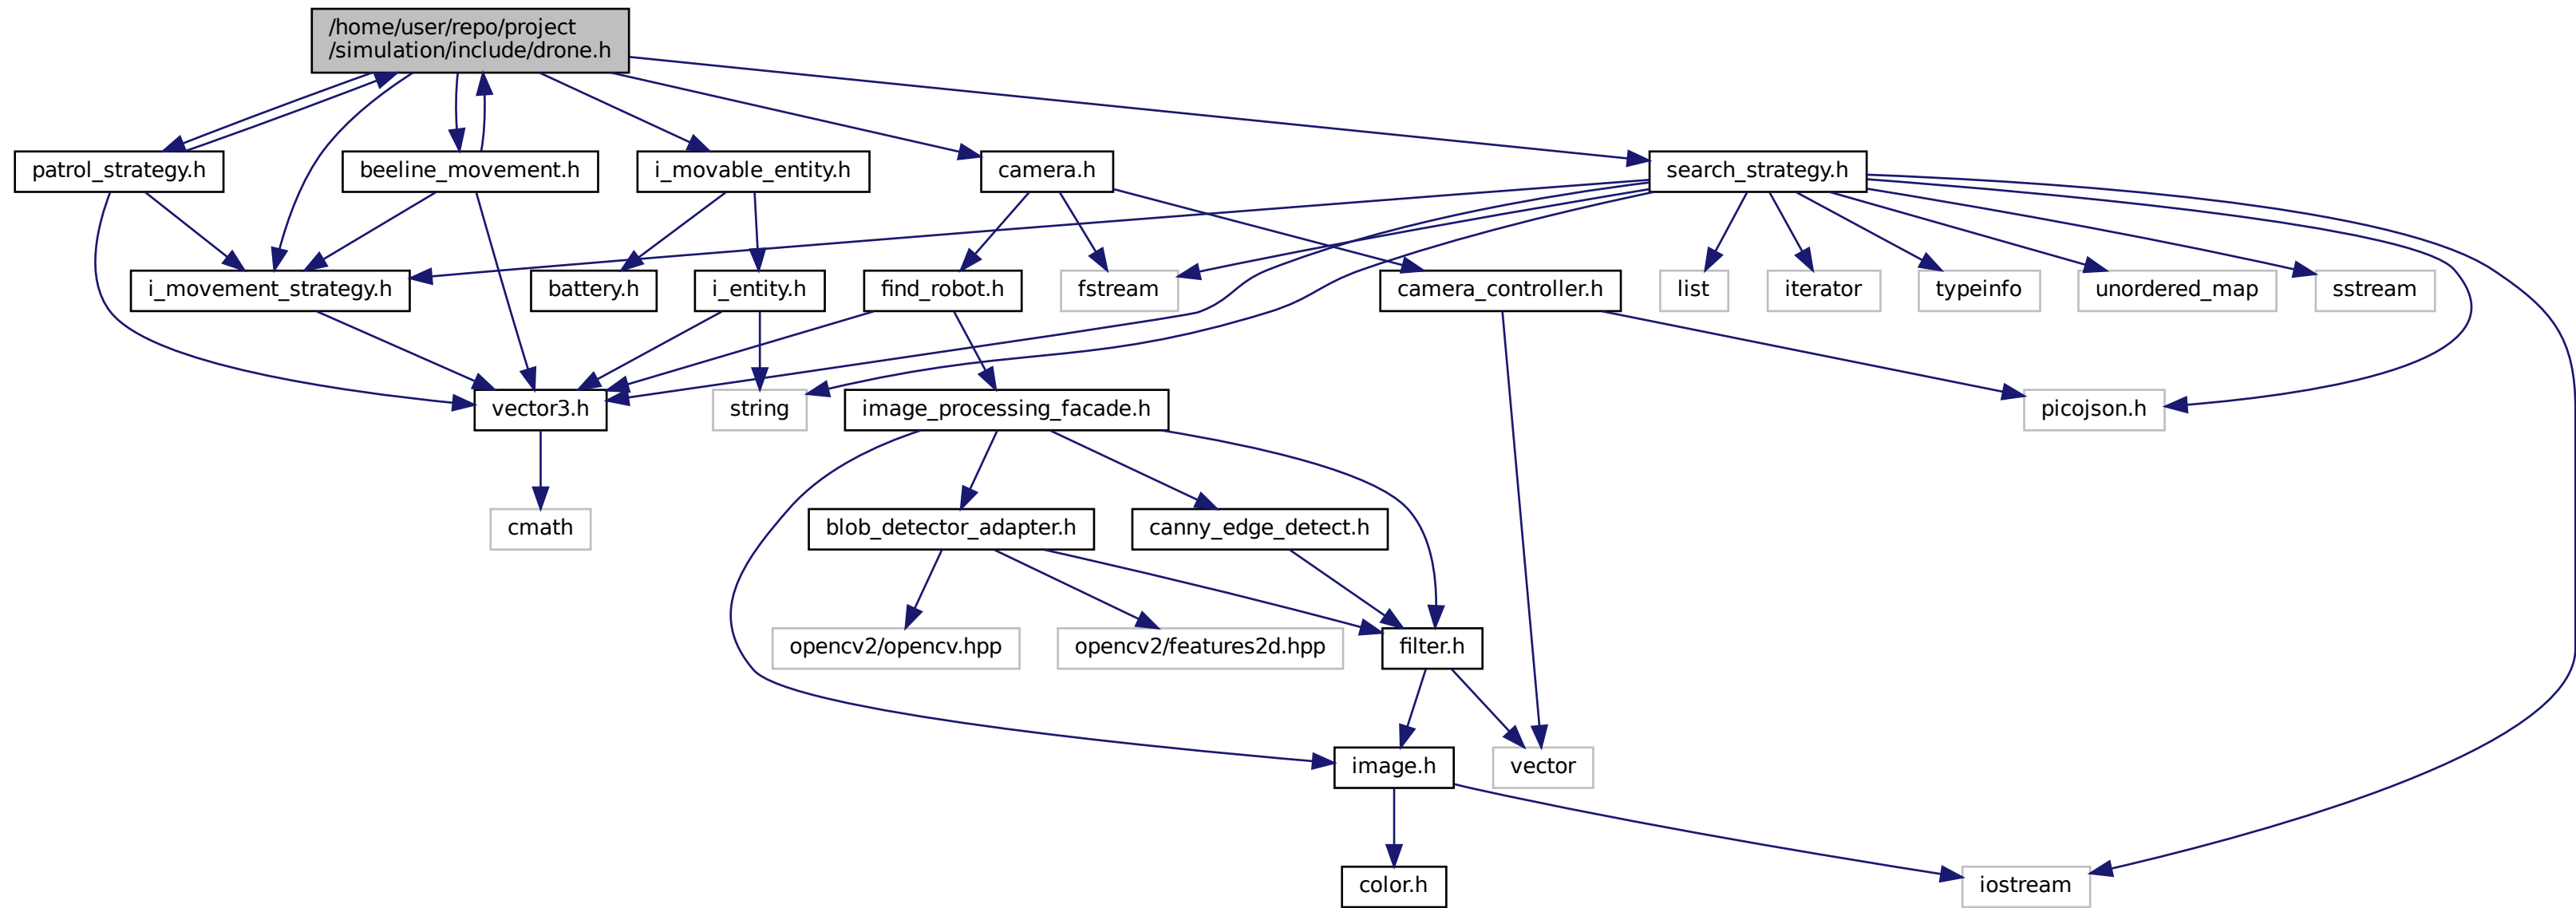 /home/user/repo/project
/simulation/include/drone.h
patrol_strategy.h
beeline_movement.h
i_movable_entity.h
camera.h
search_strategy.h
i_movement_strategy.h
battery.h
i_entity.h
find_robot.h
fstream
camera_controller.h
list
iterator
typeinfo
unordered_map
sstream
vector3.h
string
image_processing_facade.h
picojson.h
cmath
blob_detector_adapter.h
canny_edge_detect.h
opencv2/opencv.hpp
opencv2/features2d.hpp
filter.h
image.h
vector
color.h
iostream